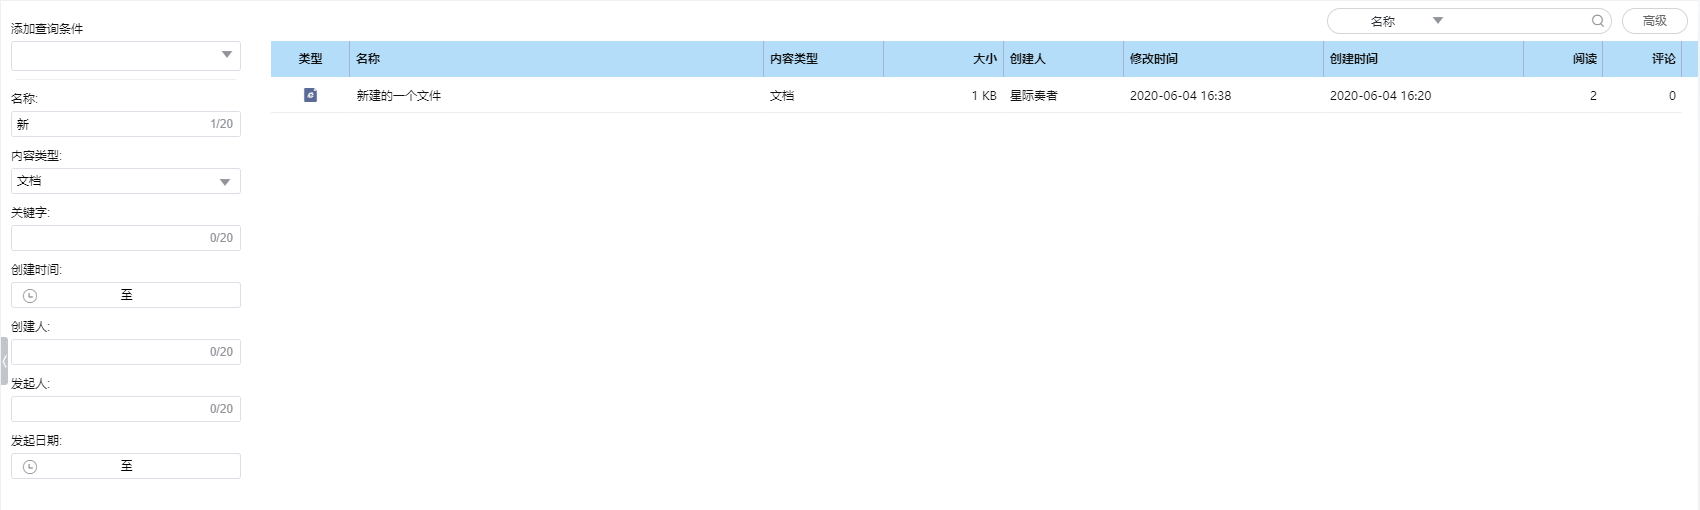 添加查询条件
名称:
新 1/20
内容类型:
文档
关键字:
0/20
创建时间:
至
创建人:
0/20
发起人:
0/20
发起日期:
至
名称 高级
类型 名称 内容类型 大小 创建人 修改时间 创建时间 阅读 评论
新建的一个文件 文档 1 KB 星际奏者 2020-06-04 16:38 2020-06-04 16:20 2 0